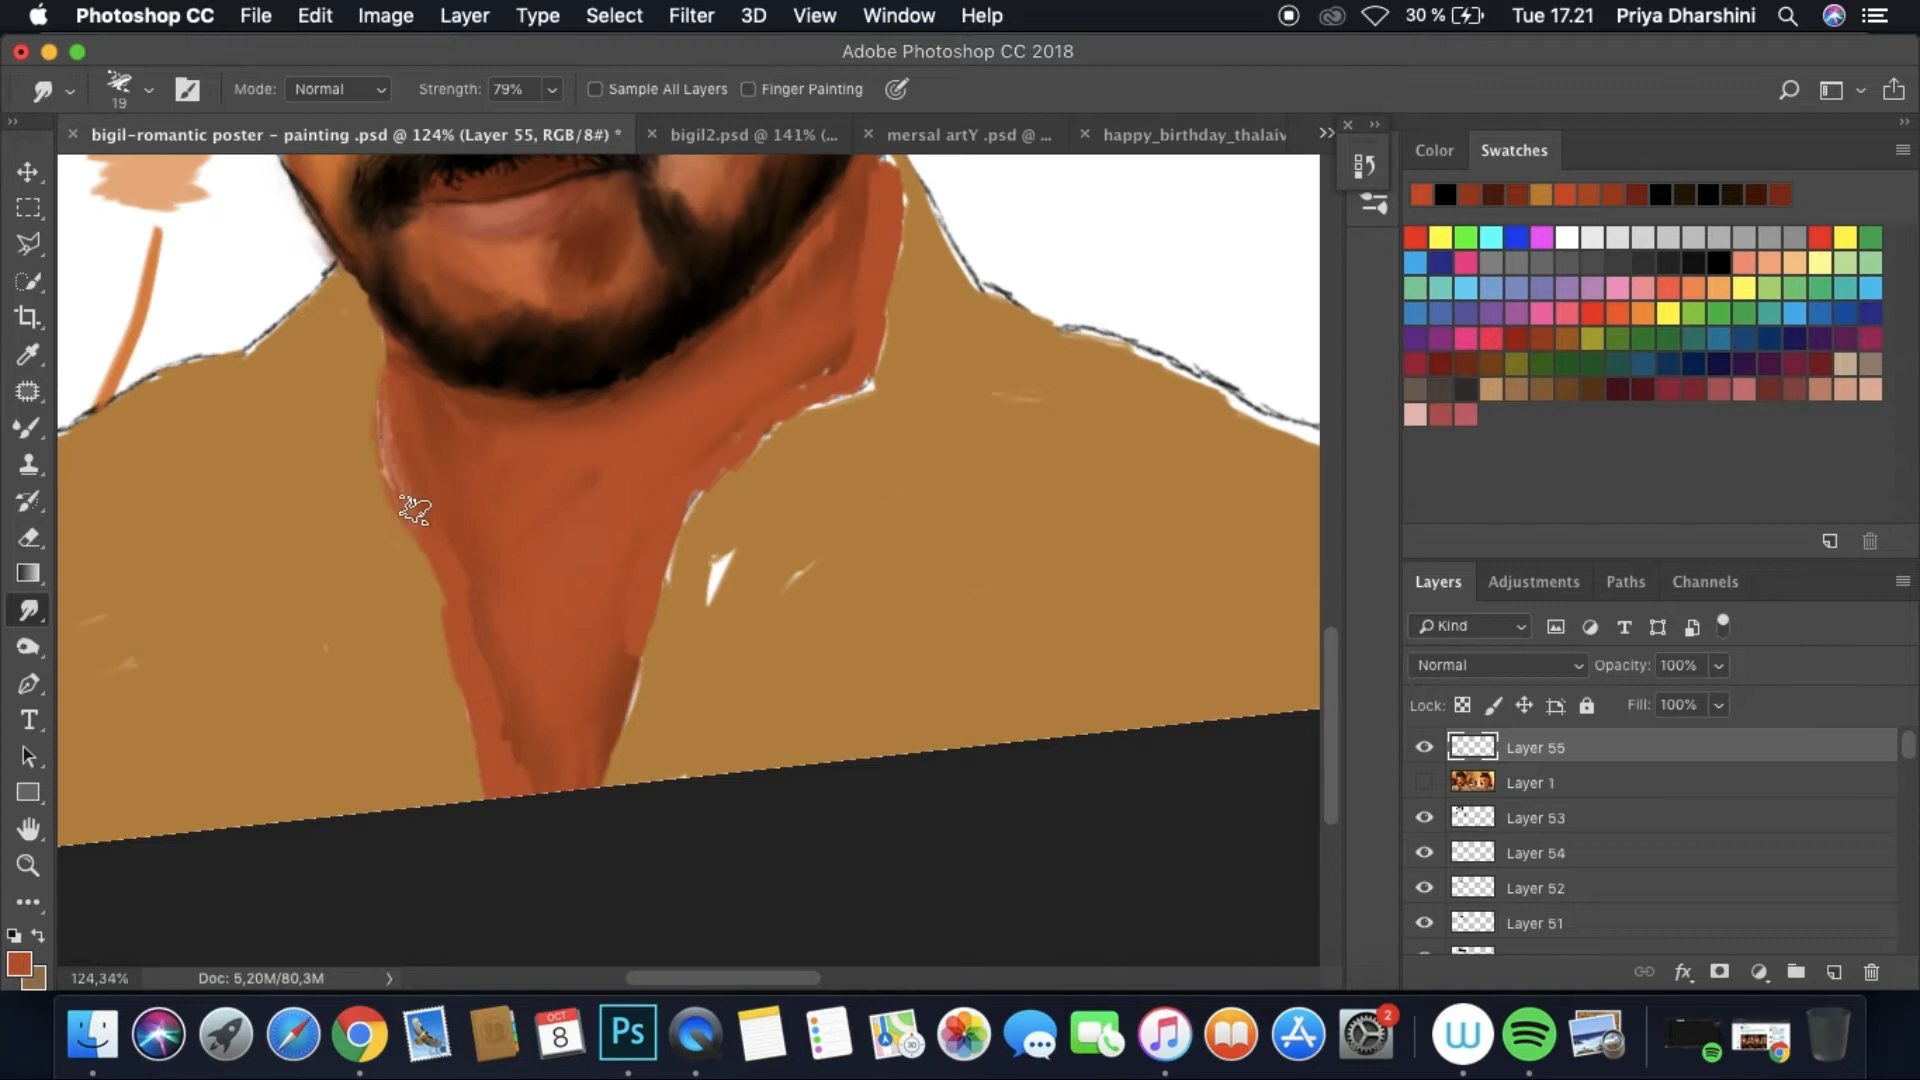 Photoshop CC File Edit Image Layer Type Select Filter 3D View Window Help 30 % Tue 17.21 Priya Dharshini
Adobe Photoshop CC 2018
19 Mode: Normal Strength: 79% Sample All Layers Finger Painting
bigil-romantic poster - painting .psd @ 124% (Layer 55, RGB/8#) * bigil2.psd @ 141% (... mersal artY .psd @ ... happy_birthday_thalaiv
Color Swatches
Layers Adjustments Paths Channels
Kind
Normal Opacity: 100%
Lock: Fill: 100%
Layer 55
Layer 1
Layer 53
Layer 54
Layer 52
Layer 51
124,34% Doc: 5,20M/80,3M
fx
OCT
8
Ps
3D
2
W